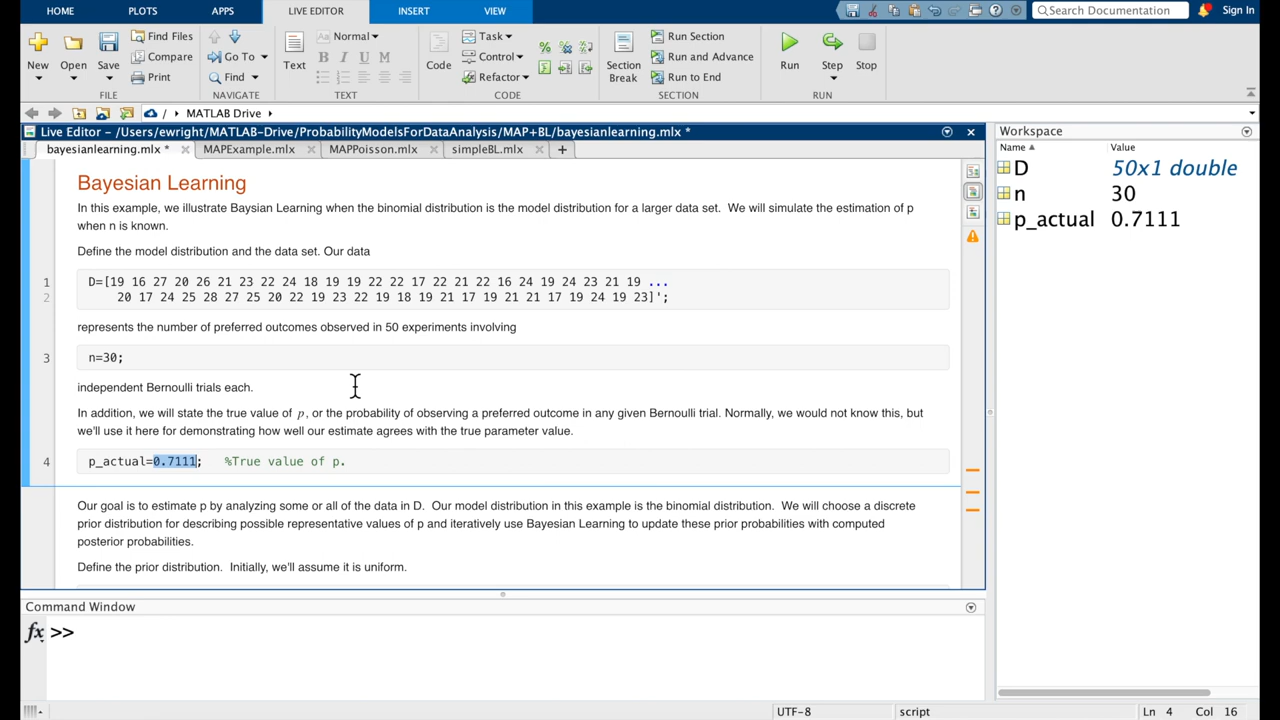 HOME PLOTS APPS LIVE EDITOR INSERT VIEW Search Documentation Sign In
New Open Save Find Files Compare Print Go To Find Text Normal B I U M Code Task Control Refactor Section Break Run Section Run and Advance Run to End Run Step Stop
FILE NAVIGATE TEXT CODE SECTION RUN
/ MATLAB Drive
Live Editor - /Users/ewright/MATLAB-Drive/ProbabilityModelsForDataAnalysis/MAP+BL/bayesianlearning.mlx *
bayesianlearning.mlx * MAPExample.mlx MAPPoisson.mlx simpleBL.mlx +
Bayesian Learning
In this example, we illustrate Baysian Learning when the binomial distribution is the model distribution for a larger data set. We will simulate the estimation of p
when n is known.
Define the model distribution and the data set. Our data
1 D=[19 16 27 20 26 21 23 22 24 18 19 19 22 22 17 22 21 22 16 24 19 24 23 21 19 ...
2 20 17 24 25 28 27 25 20 22 19 23 22 19 18 19 21 17 19 21 21 17 19 24 19 23]';
represents the number of preferred outcomes observed in 50 experiments involving
3 n=30;
independent Bernoulli trials each.
In addition, we will state the true value of p, or the probability of observing a preferred outcome in any given Bernoulli trial. Normally, we would not know this, but
we'll use it here for demonstrating how well our estimate agrees with the true parameter value.
4 p_actual=0.7111; %True value of p.
Our goal is to estimate p by analyzing some or all of the data in D. Our model distribution in this example is the binomial distribution. We will choose a discrete
prior distribution for describing possible representative values of p and iteratively use Bayesian Learning to update these prior probabilities with computed
posterior probabilities.
Define the prior distribution. Initially, we'll assume it is uniform.
Command Window
fx >>
Workspace
Name Value
D 50x1 double
n 30
p_actual 0.7111
UTF-8 script Ln 4 Col 16